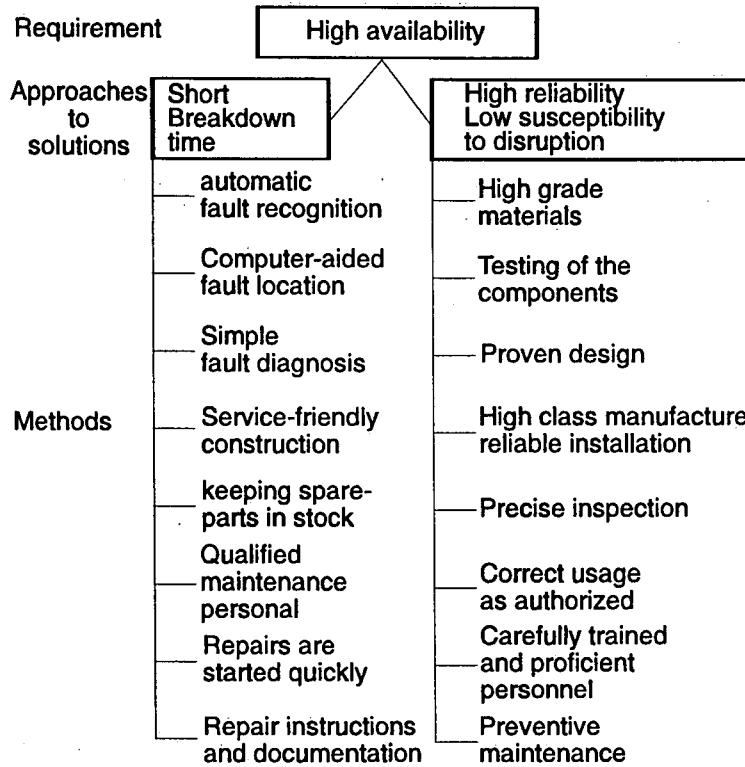 Requirement
High availability
Approaches
to
solutions
Short
Breakdown
time
High reliability
Low susceptibility
to disruption
Methods
automatic
fault recognition
Computer-aided
fault location
Simple
fault diagnosis
Service-friendly
construction
keeping spare-
parts in stock
Qualified
maintenance
personal
Repairs are
started quickly
Repair instructions
and documentation
High grade
materials
Testing of the
components
Proven design
High class manufacture
reliable installation
Precise inspection
Correct usage
as authorized
Carefully trained
and proficient
personnel
Preventive
maintenance